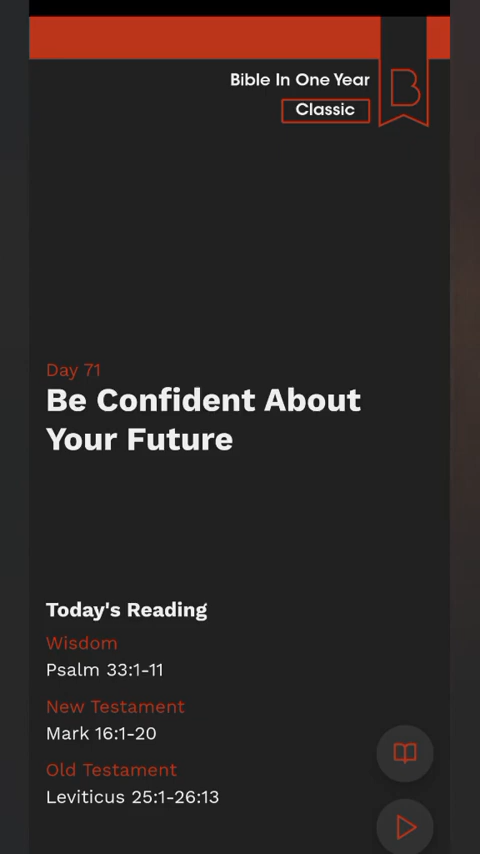 Bible In One Year
Classic
Day 71
Be Confident About
Your Future
Today's Reading
Wisdom
Psalm 33:1-11
New Testament
Mark 16:1-20
Old Testament
Leviticus 25:1-26:13